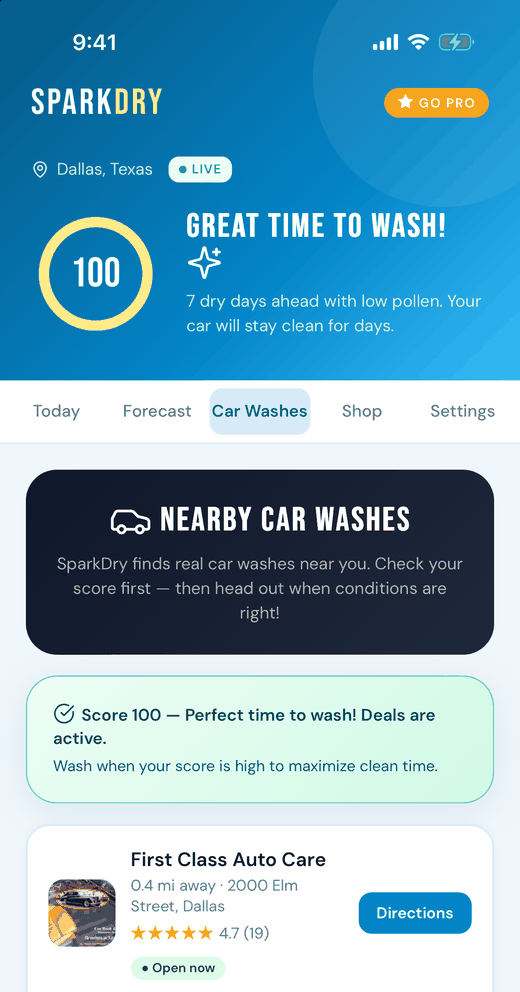 9:41
SPARKDRY
GO PRO
Dallas, Texas
LIVE
100
GREAT TIME TO WASH!
7 dry days ahead with low pollen. Your
car will stay clean for days.
Today
Forecast
Car Washes
Shop
Settings
NEARBY CAR WASHES
SparkDry finds real car washes near you. Check your
score first — then head out when conditions are
right!
Score 100 — Perfect time to wash! Deals are
active.
Wash when your score is high to maximize clean time.
First Class Auto Care
0.4 mi away · 2000 Elm
Street, Dallas
★★★★★ 4.7 (19)
Directions
● Open now